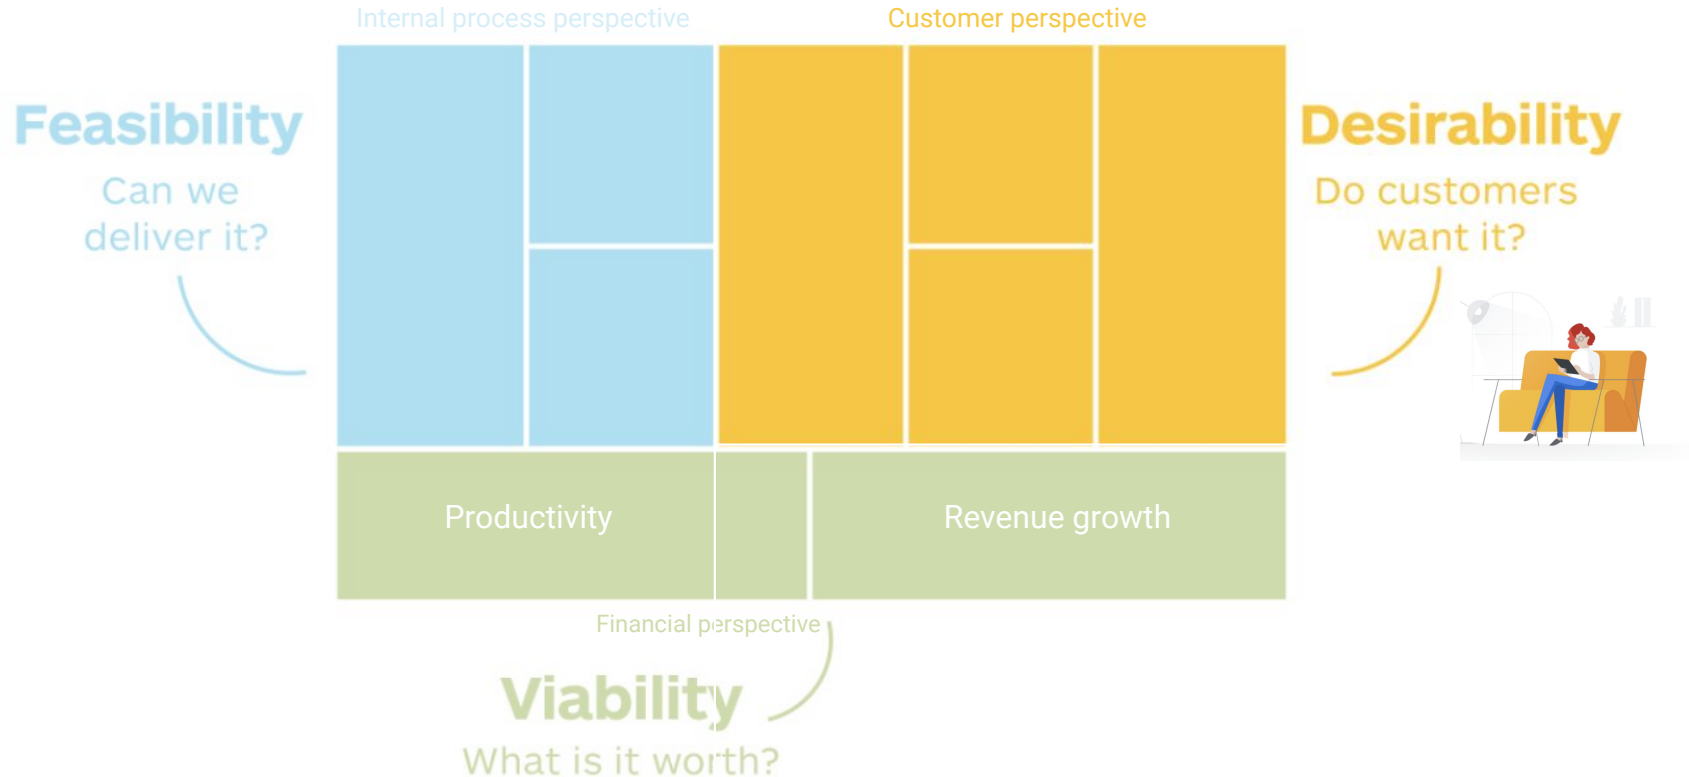 Internal process perspective
Customer perspective
Feasibility
Can we
deliver it?
Desirability
Do customers
want it?
Productivity
Revenue growth
Financial perspective
Viability
What is it worth?